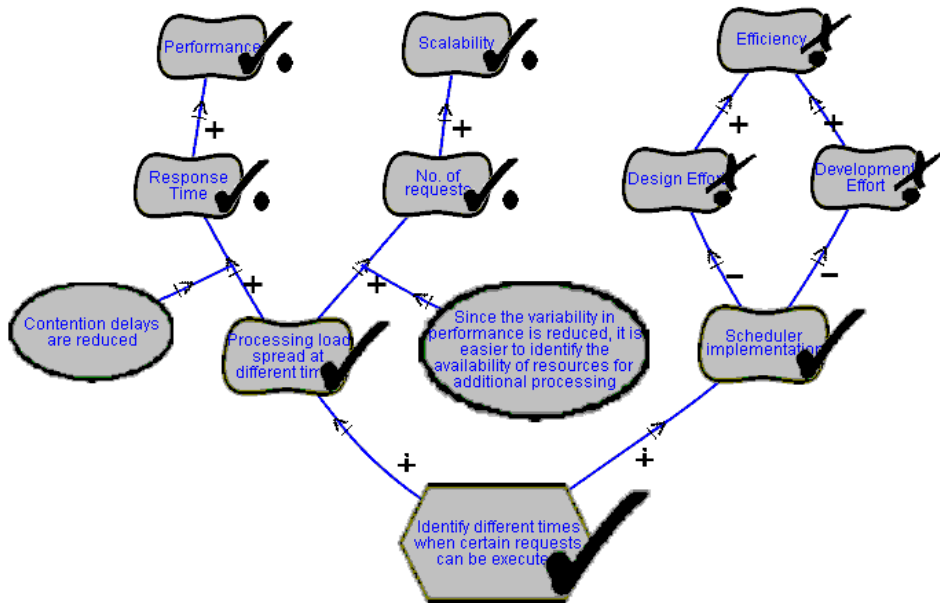 Performance
Scalability
Efficiency
+
+
+
+
Response
Time
No. of
requests
Design Effort
Development
Effort
+
+
−
−
Contention delays
are reduced
Processing load
spread at
different time
Since the variability in
performance is reduced, it is
easier to identify the
availability of resources for
additional processing
Scheduler
implementation
+
+
Identify different times
when certain requests
can be execute